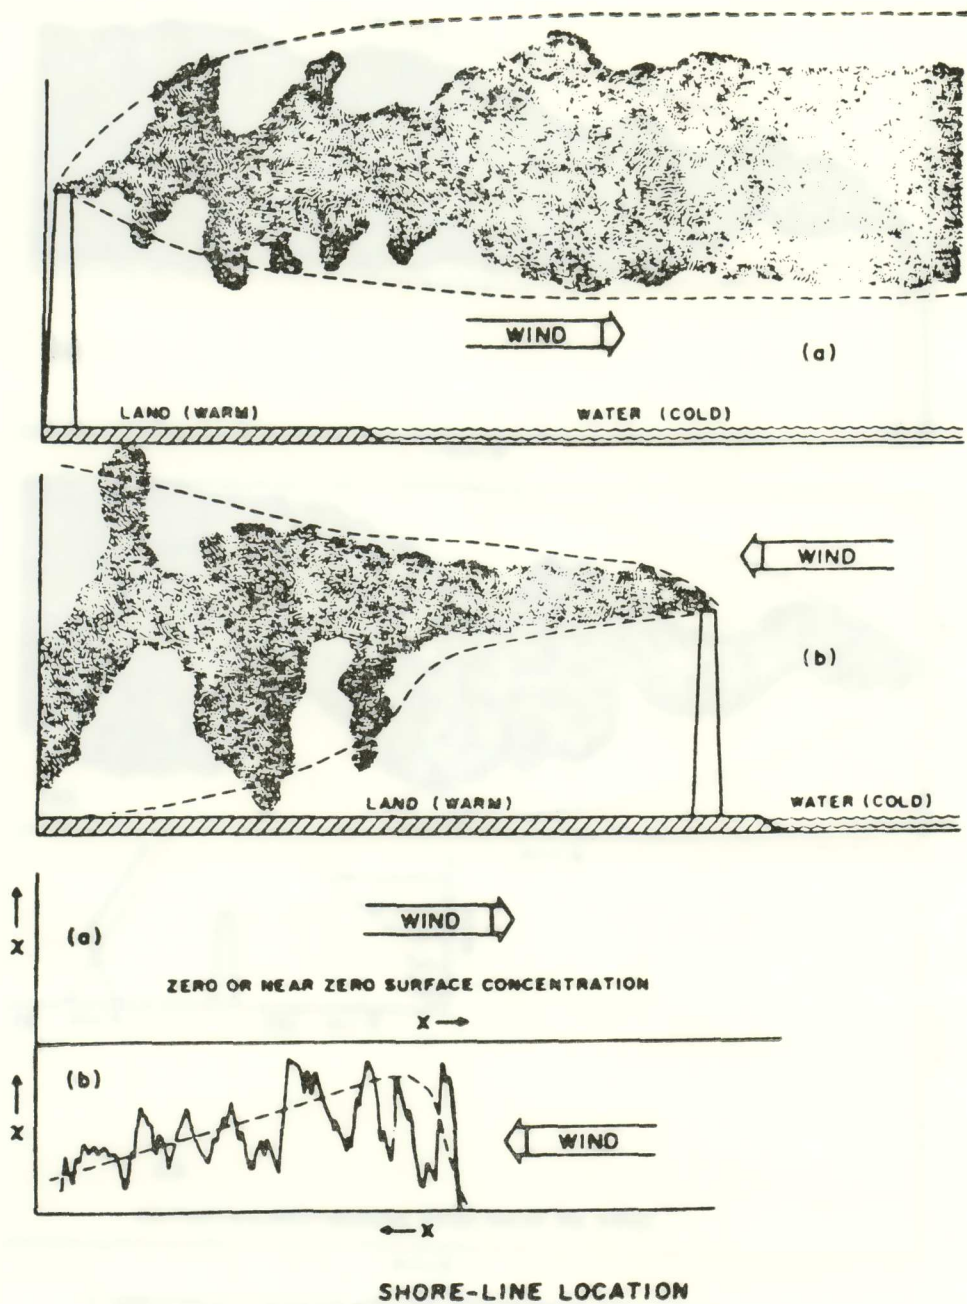 WIND
(a)
LAND (WARM)
WATER (COLD)
WIND
(b)
LAND (WARM)
WATER (COLD)
χ
(a)
WIND
ZERO OR NEAR ZERO SURFACE CONCENTRATION
X
χ
(b)
WIND
X
SHORE-LINE LOCATION